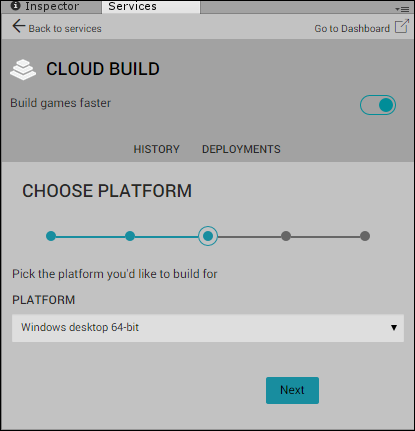 Inspector Services
Back to services Go to Dashboard
CLOUD BUILD
Build games faster
HISTORY DEPLOYMENTS
CHOOSE PLATFORM
Pick the platform you'd like to build for
PLATFORM
Windows desktop 64-bit
Next